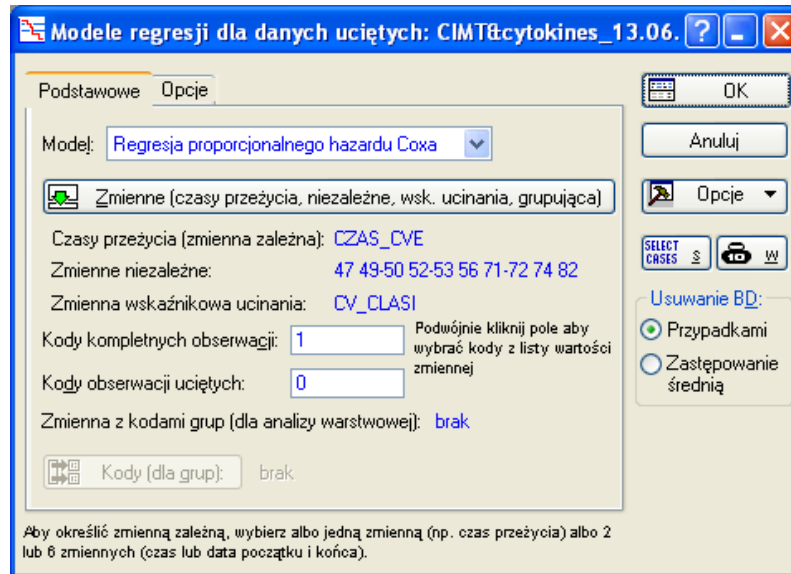 Modele regresji dla danych uciętych: CIMT&cytokines_13.06.
Podstawowe Opcje
OK
Model: Regresja proporcjonalnego hazardu Coxa
Anuluj
Zmienne (czasy przeżycia, niezależne, wsk. ucinania, grupująca)
Opcje
Czasy przeżycia (zmienna zależna): CZAS_CVE
SELECT CASES S W
Zmienne niezależne: 47 49-50 52-53 56 71-72 74 82
Zmienna wskaźnikowa ucinania: CV_CLASI
Usuwanie BD:
Kody kompletnych obserwacji: 1
Podwójnie kliknij pole aby
wybrać kody z listy wartości
zmiennej
Przypadkami
Kody obserwacji uciętych: 0
Zastępowanie
średnią
Zmienna z kodami grup (dla analizy warstwowej): brak
Kody (dla grup): brak
Aby określić zmienną zależną, wybierz albo jedną zmienną (np. czas przeżycia) albo 2
lub 6 zmiennych (czas lub data początku i końca).